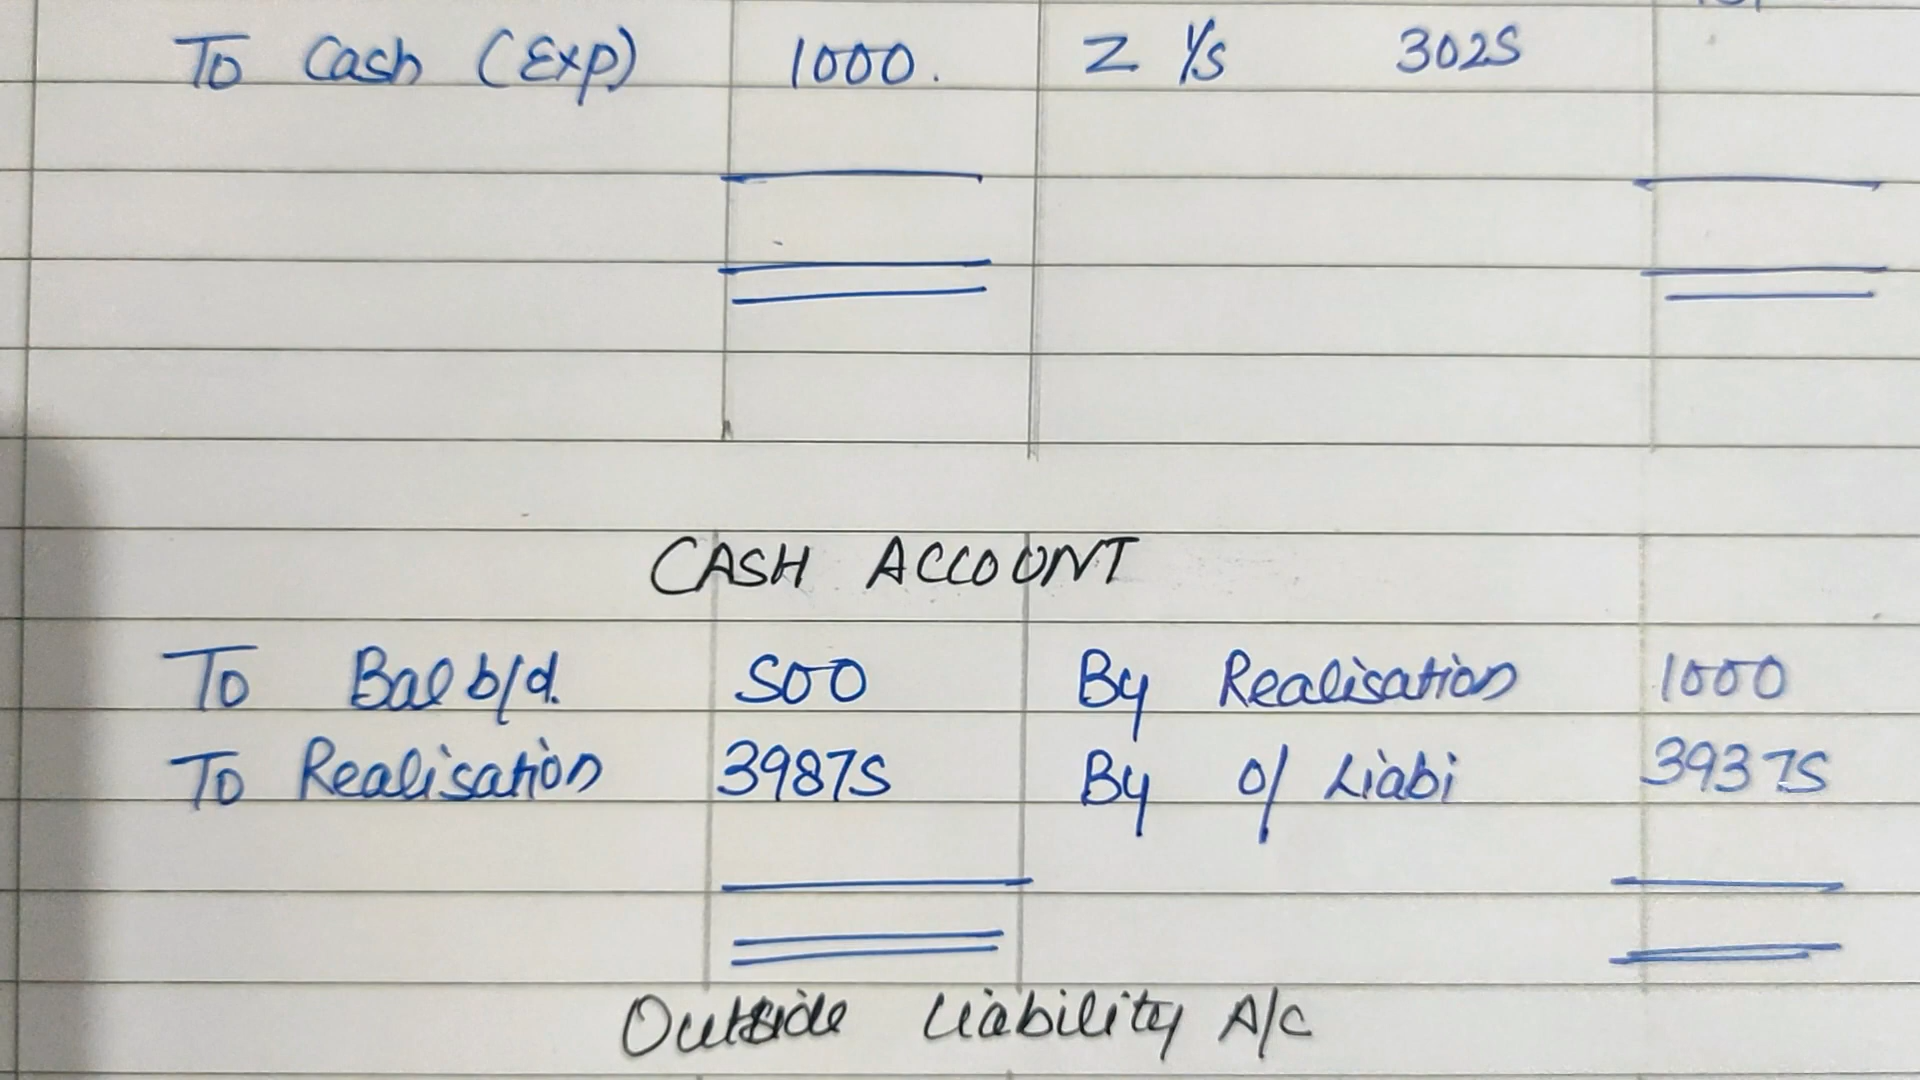 To Cash (Exp) 1000. Z 1/5 3025
CASH ACCOUNT
To Bal b/d. 500 By Realisation 1000
To Realisation 39875 By o/ Liabi 39375
Outside Liability A/c